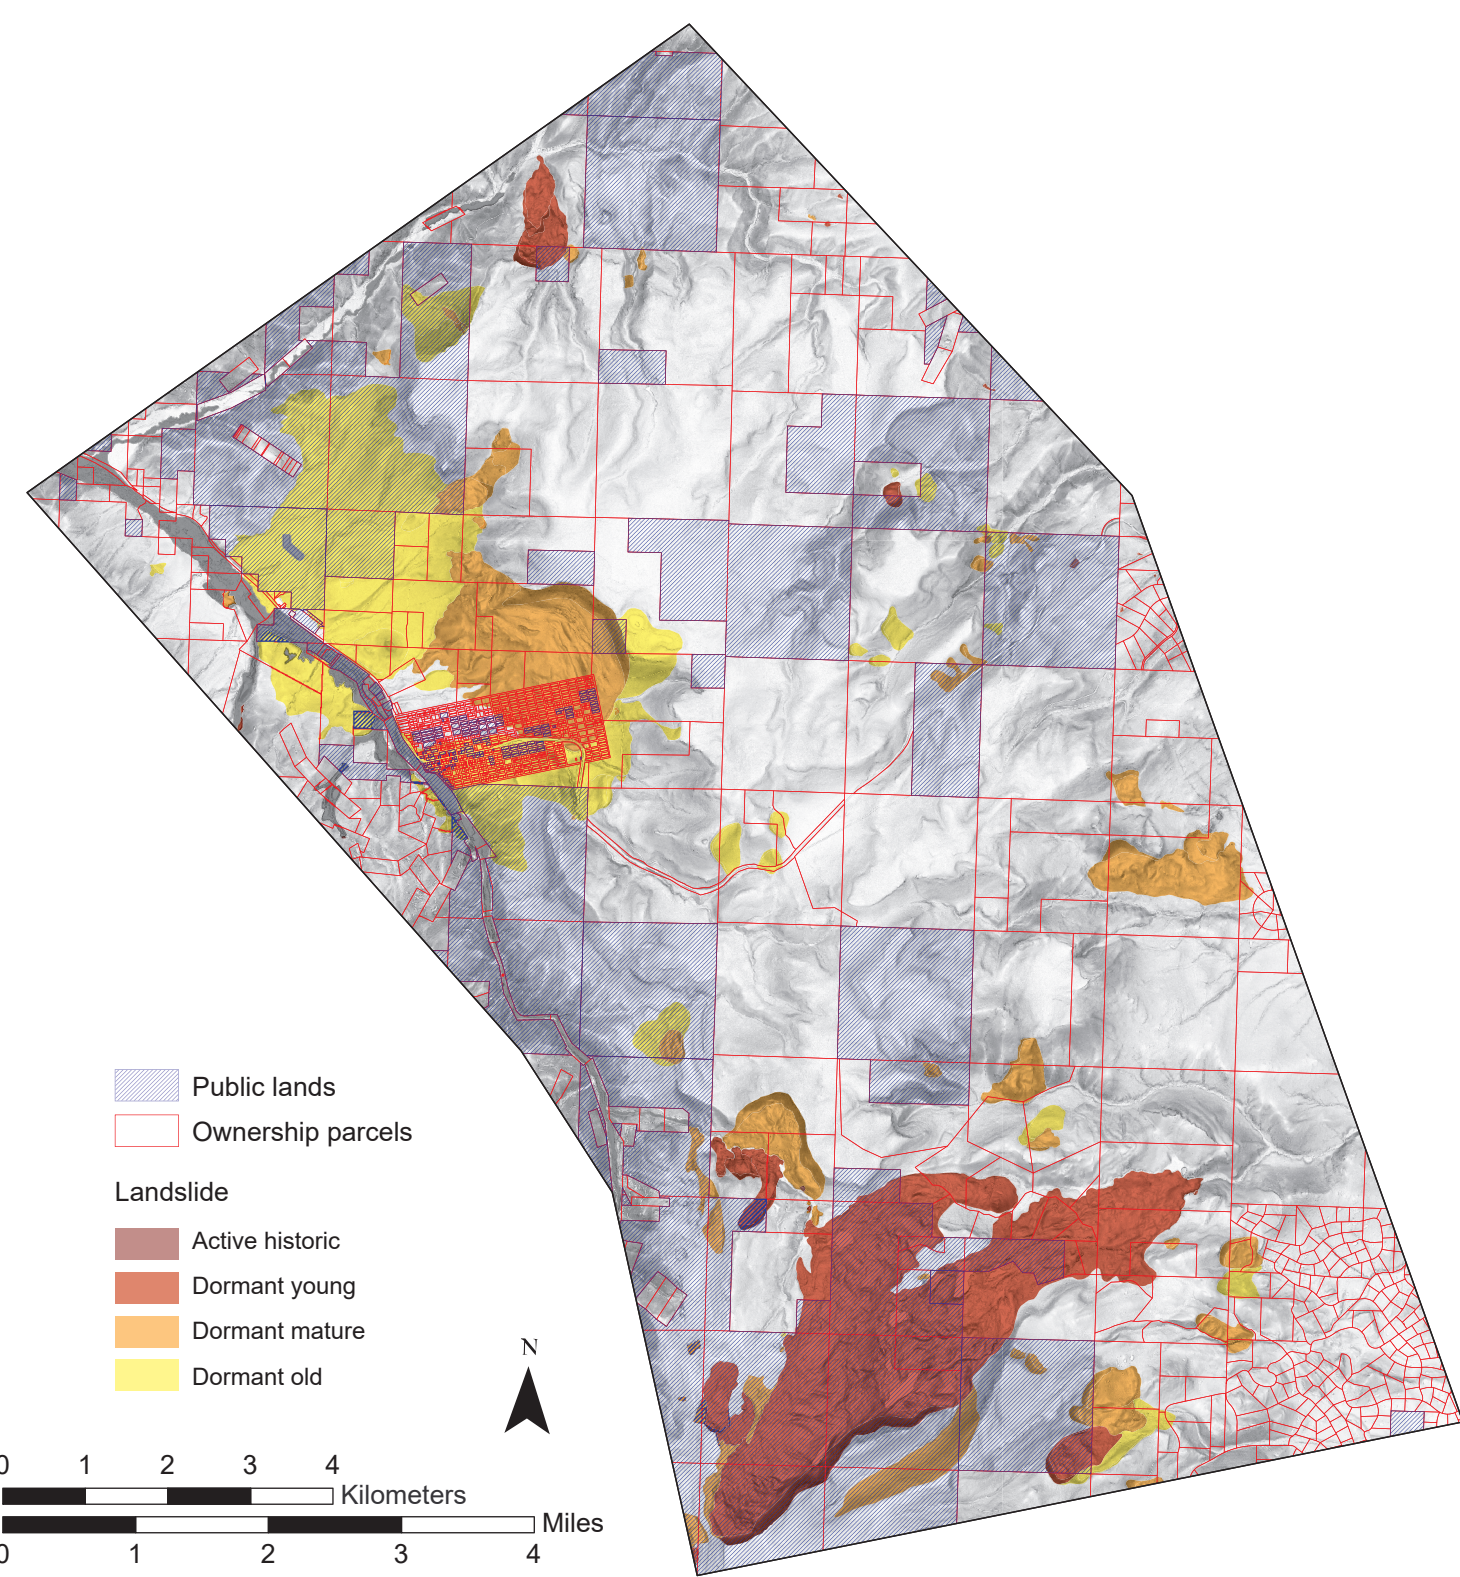 Public lands
Ownership parcels
Landslide
Active historic
Dormant young
Dormant mature
Dormant old
N
0 1 2 3 4
Kilometers
Miles
0 1 2 3 4